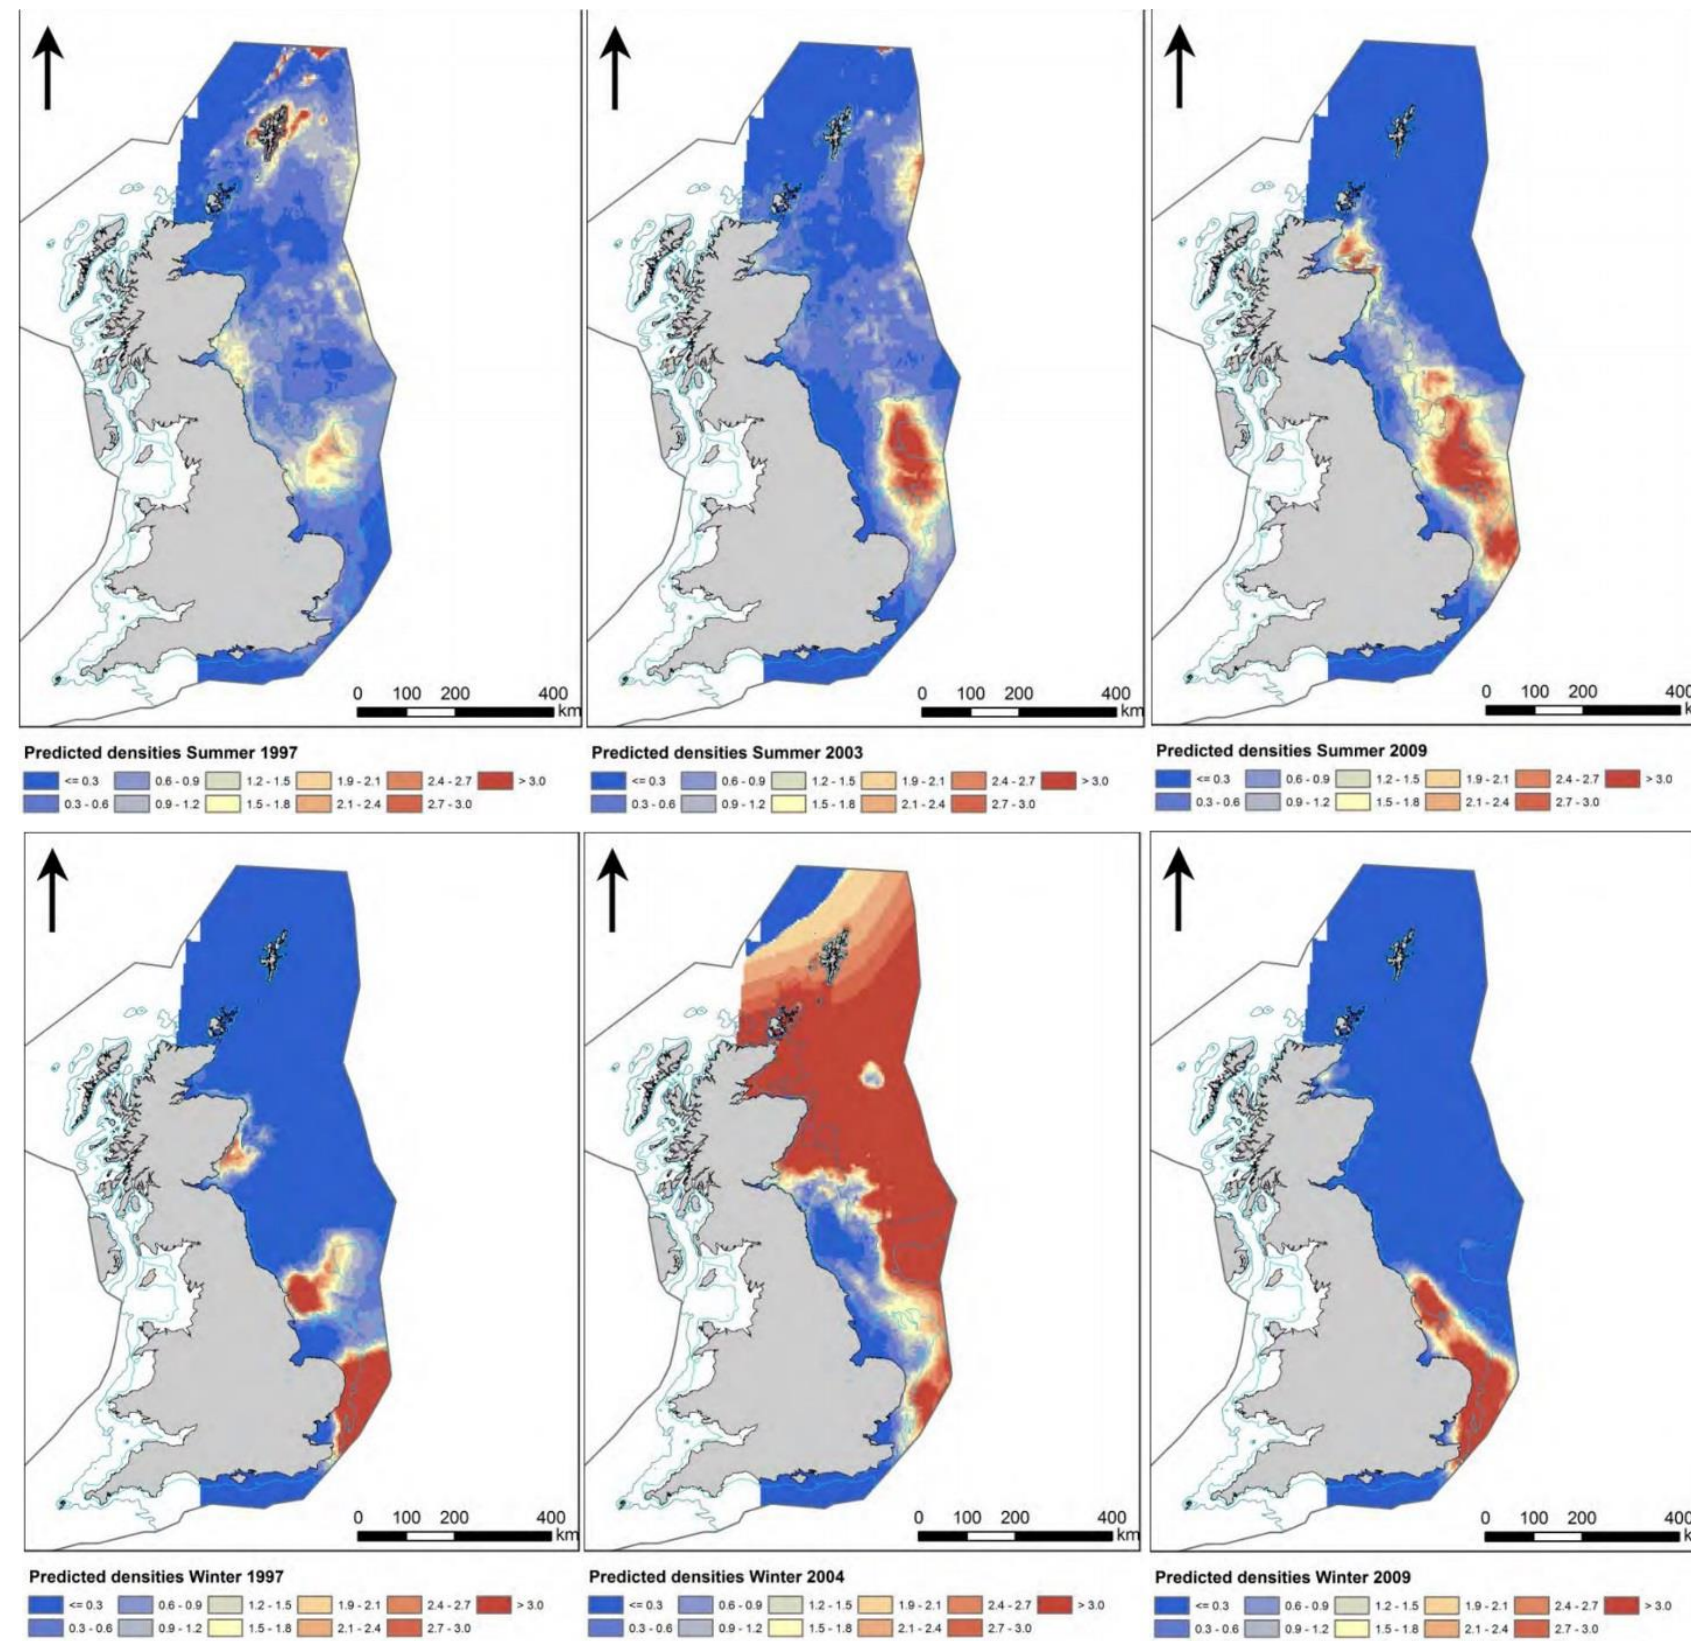 0 100 200 400
km
0 100 200 400
km
0 100 200 400
k
Predicted densities Summer 1997
<= 0.3 0.6 - 0.9 1.2 - 1.5 1.9 - 2.1 2.4 - 2.7 > 3.0
0.3 - 0.6 0.9 - 1.2 1.5 - 1.8 2.1 - 2.4 2.7 - 3.0
Predicted densities Summer 2003
<= 0.3 0.6 - 0.9 1.2 - 1.5 1.9 - 2.1 2.4 - 2.7 > 3.0
0.3 - 0.6 0.9 - 1.2 1.5 - 1.8 2.1 - 2.4 2.7 - 3.0
Predicted densities Summer 2009
<= 0.3 0.6 - 0.9 1.2 - 1.5 1.9 - 2.1 2.4 - 2.7 > 3.0
0.3 - 0.6 0.9 - 1.2 1.5 - 1.8 2.1 - 2.4 2.7 - 3.0
0 100 200 400
km
0 100 200 400
km
0 100 200 400
k
Predicted densities Winter 1997
<= 0.3 0.6 - 0.9 1.2 - 1.5 1.9 - 2.1 2.4 - 2.7 > 3.0
0.3 - 0.6 0.9 - 1.2 1.5 - 1.8 2.1 - 2.4 2.7 - 3.0
Predicted densities Winter 2004
<= 0.3 0.6 - 0.9 1.2 - 1.5 1.9 - 2.1 2.4 - 2.7 > 3.0
0.3 - 0.6 0.9 - 1.2 1.5 - 1.8 2.1 - 2.4 2.7 - 3.0
Predicted densities Winter 2009
<= 0.3 0.6 - 0.9 1.2 - 1.5 1.9 - 2.1 2.4 - 2.7 > 3.0
0.3 - 0.6 0.9 - 1.2 1.5 - 1.8 2.1 - 2.4 2.7 - 3.0